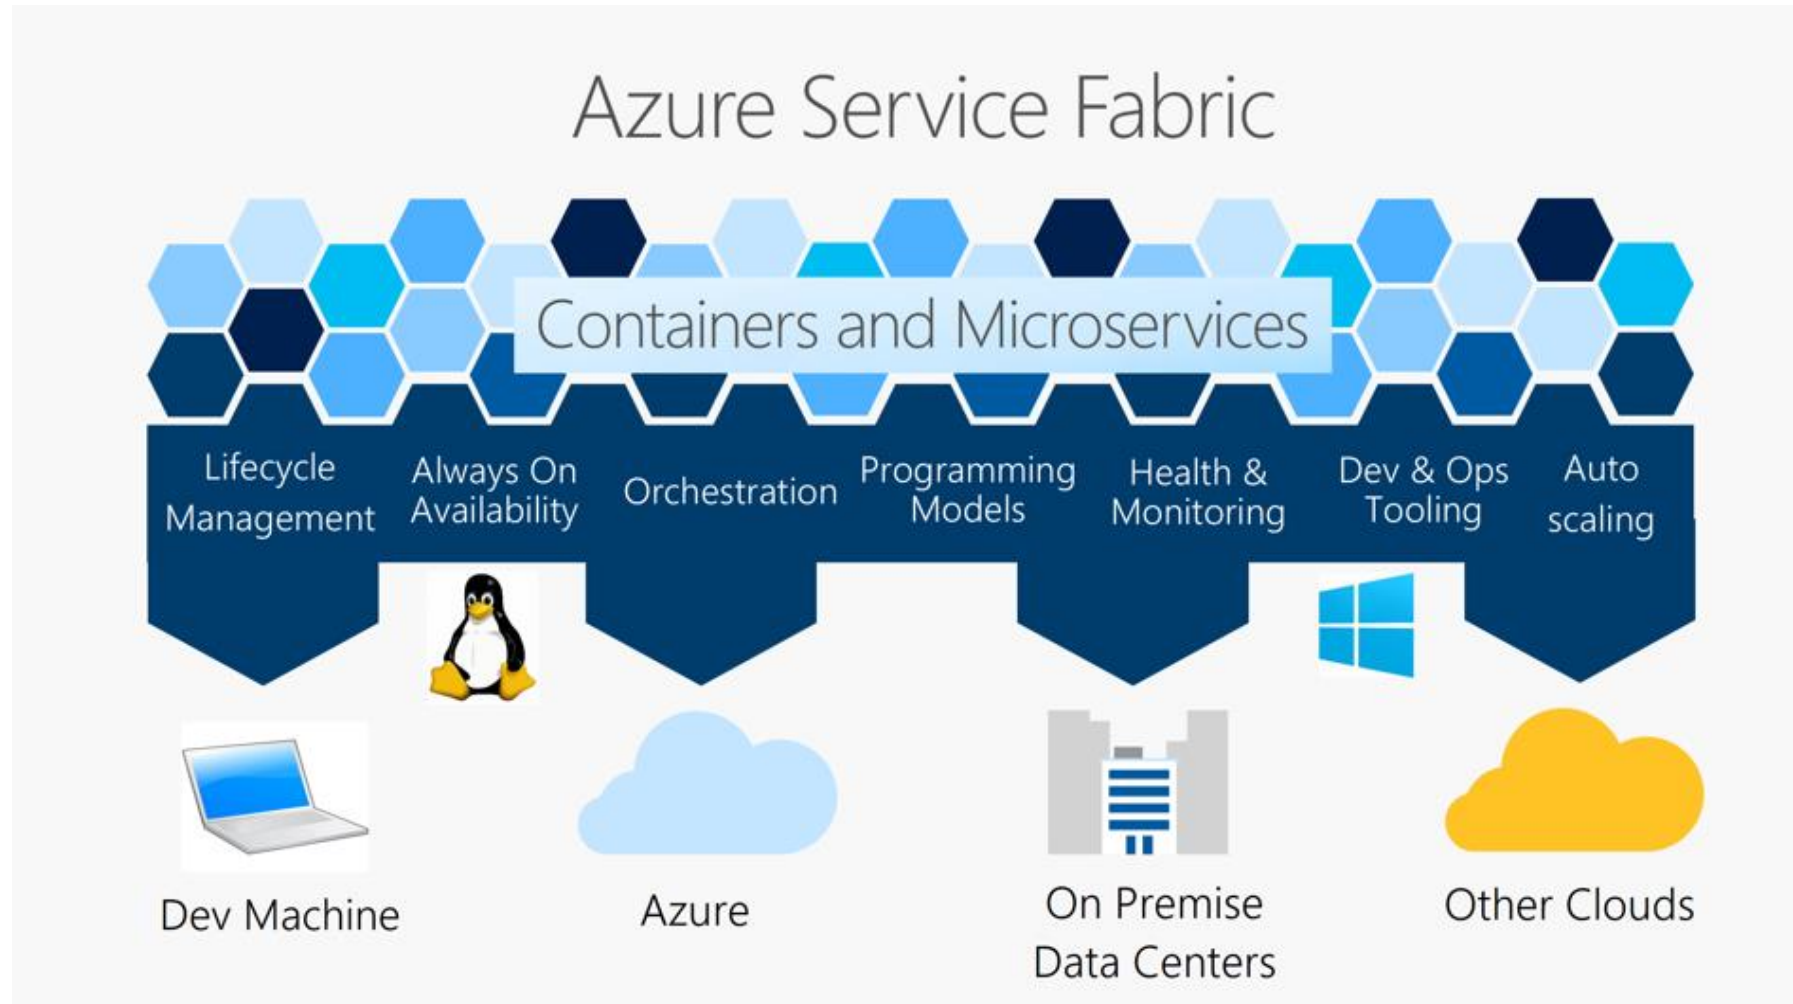 Azure Service Fabric
Containers and Microservices
Lifecycle
Management
Always On
Availability
Orchestration
Programming
Models
Health &
Monitoring
Dev & Ops
Tooling
Auto
scaling
Dev Machine
Azure
On Premise
Data Centers
Other Clouds